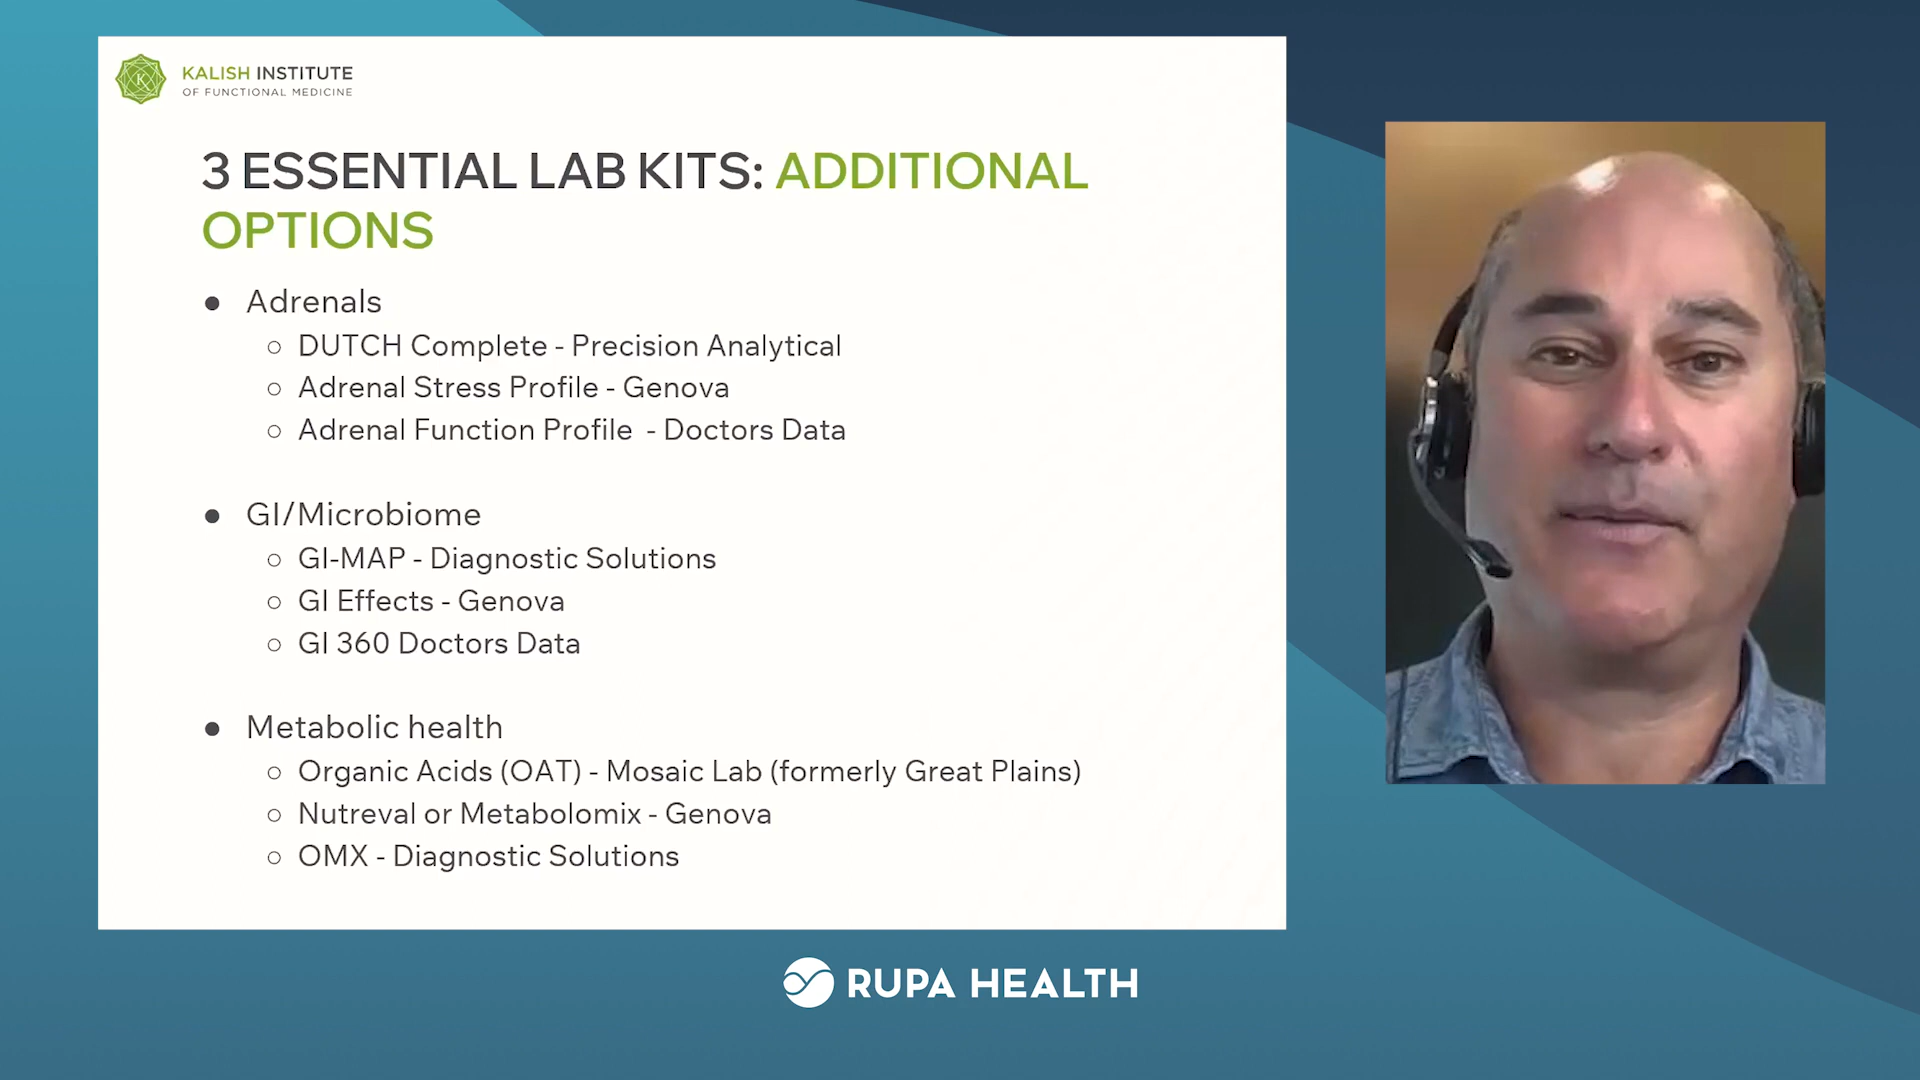 KALISH INSTITUTE
OF FUNCTIONAL MEDICINE
3 ESSENTIAL LAB KITS: ADDITIONAL
OPTIONS
● Adrenals
○ DUTCH Complete - Precision Analytical
○ Adrenal Stress Profile - Genova
○ Adrenal Function Profile  - Doctors Data
● GI/Microbiome
○ GI-MAP - Diagnostic Solutions
○ GI Effects - Genova
○ GI 360 Doctors Data
● Metabolic health
○ Organic Acids (OAT) - Mosaic Lab (formerly Great Plains)
○ Nutreval or Metabolomix - Genova
○ OMX - Diagnostic Solutions
RUPA HEALTH